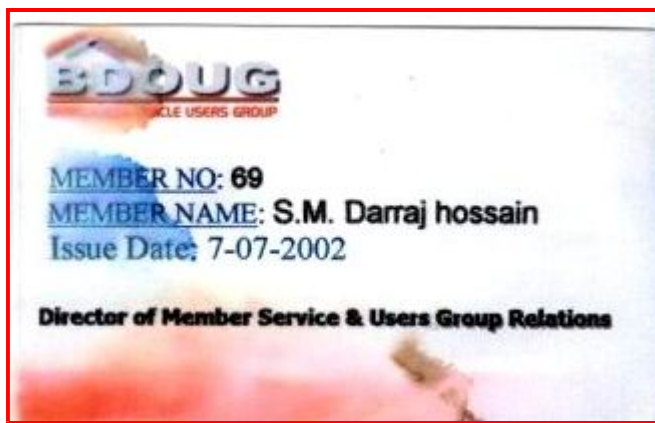 BDOUG
CLE USERS GROUP
MEMBER NO: 69
MEMBER NAME: S.M. Darraj hossain
Issue Date: 7-07-2002
Director of Member Service & Users Group Relations